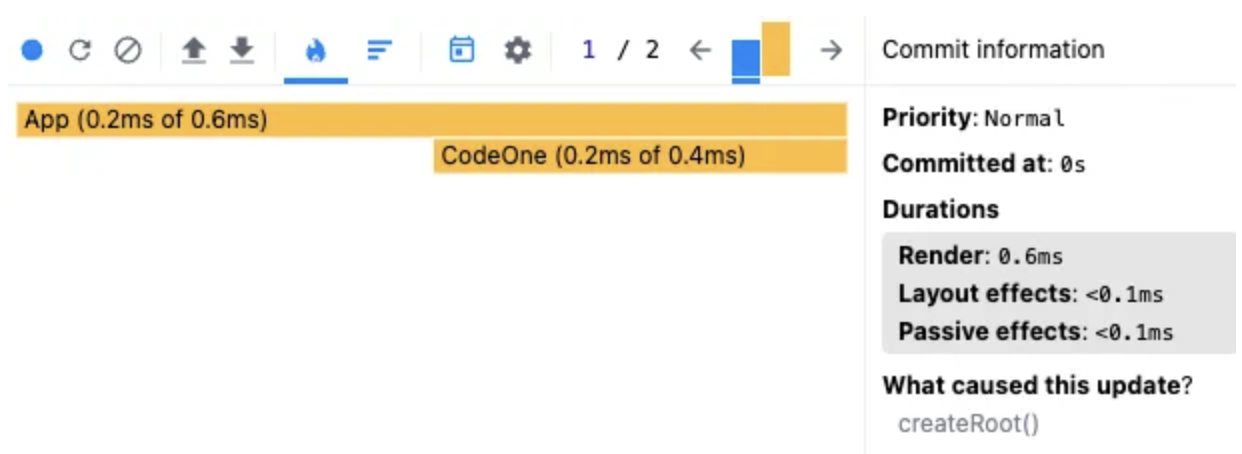 1 / 2
App (0.2ms of 0.6ms)
CodeOne (0.2ms of 0.4ms)
Commit information
Priority: Normal
Committed at: 0s
Durations
Render: 0.6ms
Layout effects: <0.1ms
Passive effects: <0.1ms
What caused this update?
createRoot()